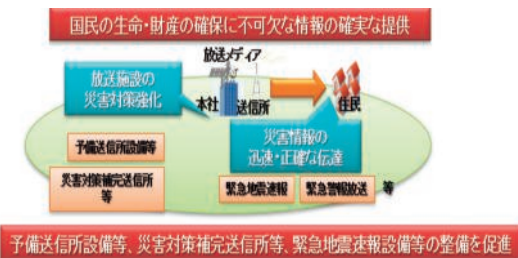 国民の生命・財産の確保に不可欠な情報の確実な提供
放送メディア
放送施設の
災害対策強化
本社
送信所
住民
災害情報の
迅速・正確な伝達
予備送信所設備等
災害対策補完送信所
等
緊急地震速報
緊急警報放送
等
予備送信所設備等、災害対策補完送信所等、緊急地震速報設備等の整備を促進